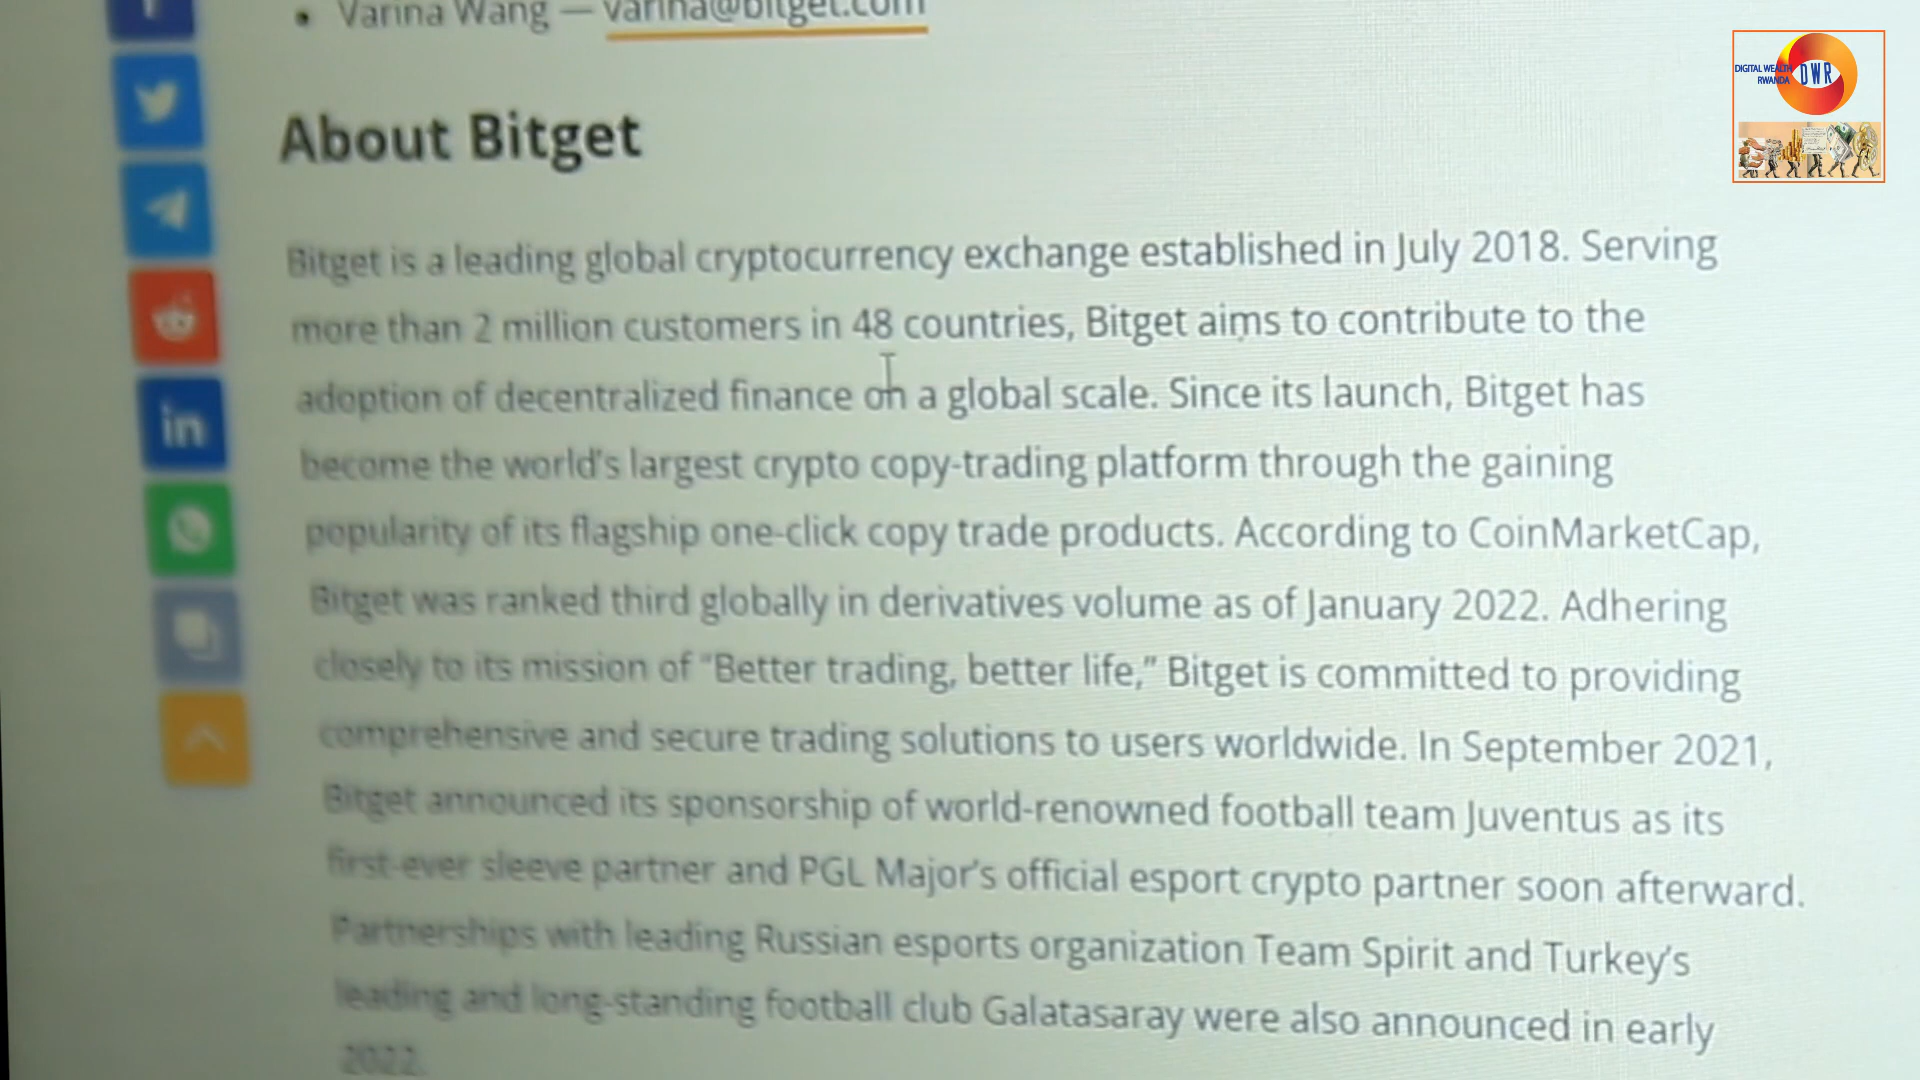 • Varina Wang — varina@bitget.com
About Bitget
Bitget is a leading global cryptocurrency exchange established in July 2018. Serving
more than 2 million customers in 48 countries, Bitget aims to contribute to the
adoption of decentralized finance on a global scale. Since its launch, Bitget has
become the world's largest crypto copy-trading platform through the gaining
popularity of its flagship one-click copy trade products. According to CoinMarketCap,
Bitget was ranked third globally in derivatives volume as of January 2022. Adhering
closely to its mission of “Better trading, better life,” Bitget is committed to providing
comprehensive and secure trading solutions to users worldwide. In September 2021,
Bitget announced its sponsorship of world-renowned football team Juventus as its
first-ever sleeve partner and PGL Major's official esport crypto partner soon afterward.
Partnerships with leading Russian esports organization Team Spirit and Turkey's
leading and long-standing football club Galatasaray were also announced in early
2022.
in
DIGITAL WEALTH
RWANDA
DWR